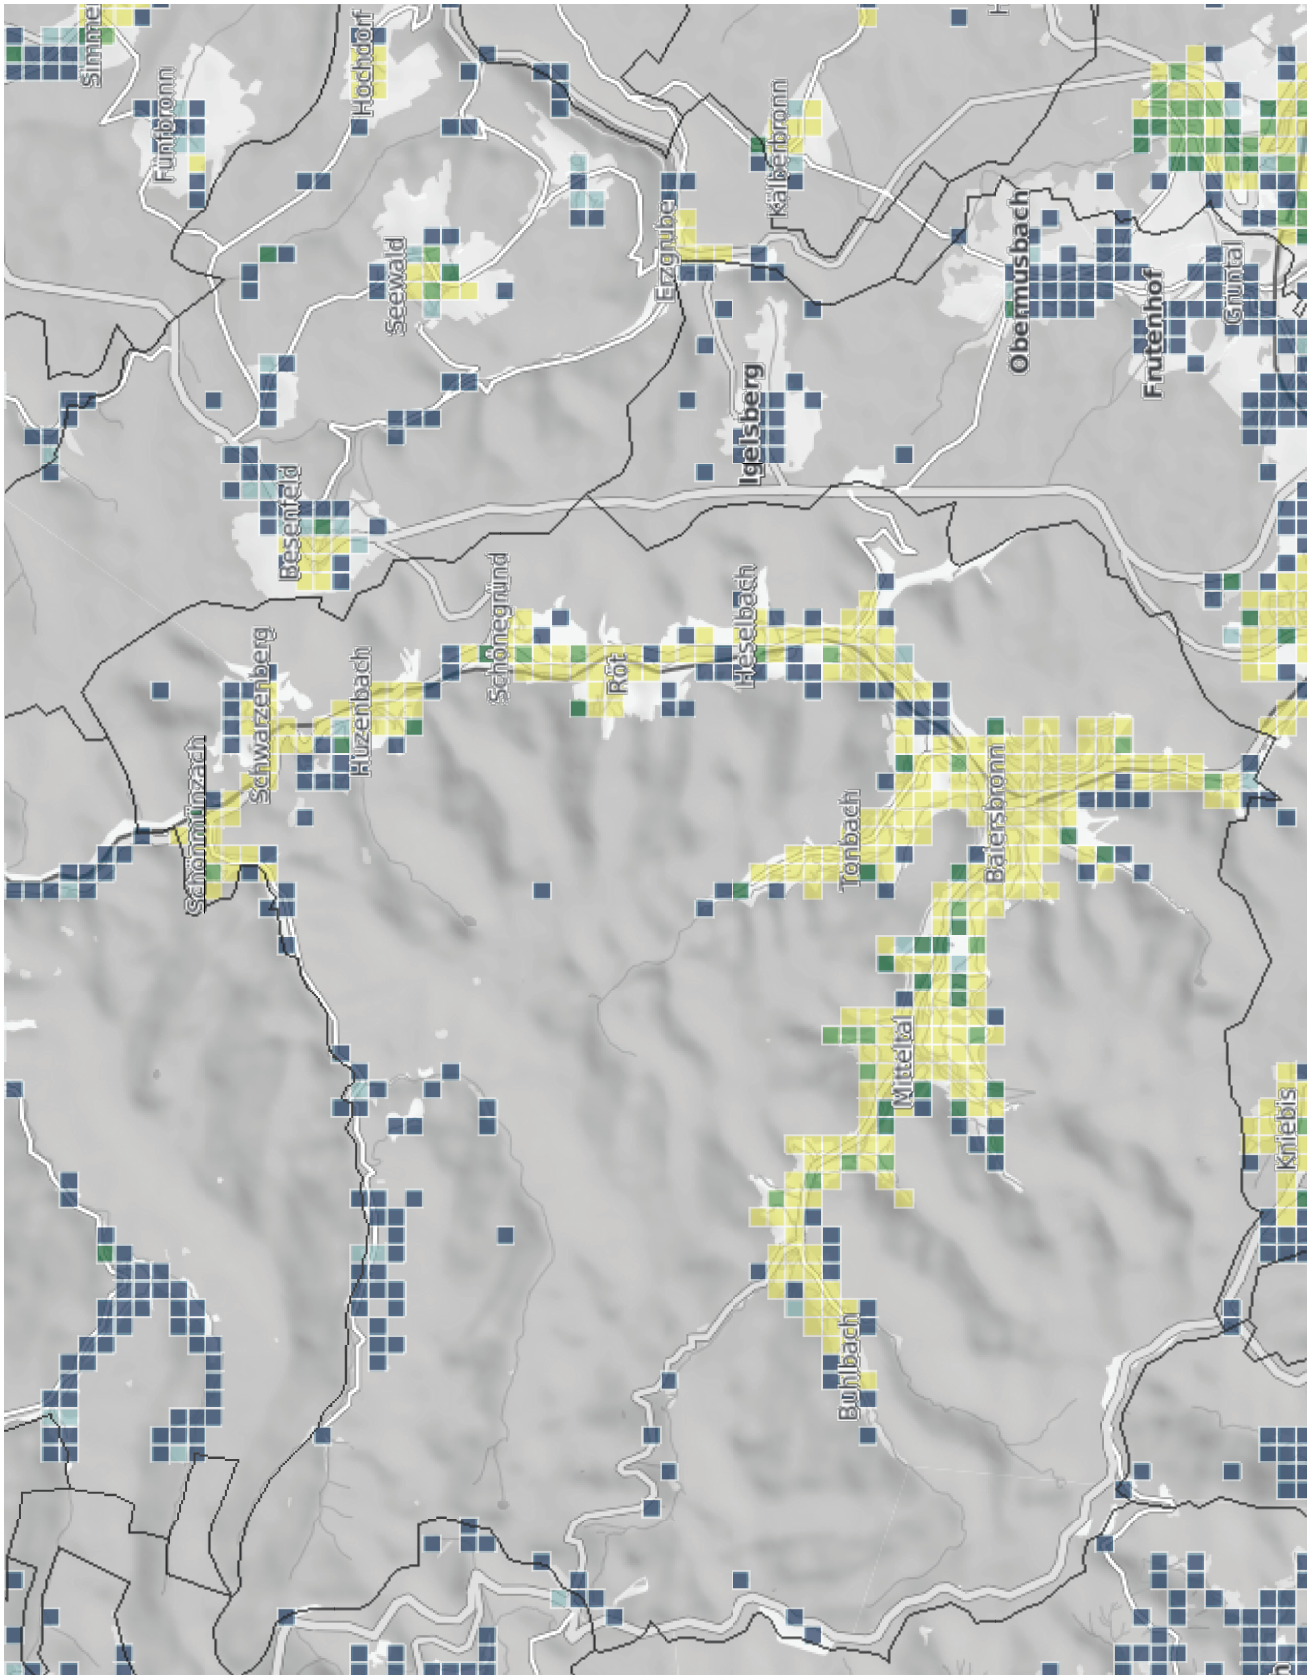 Simme
Fünfbronn
Hochdorf
Seewald
Erzgrube
Kälberbronn
Obermusbach
Frutenhof
Grüntal
Igelsberg
Besenfeld
Schwarzenberg
Huzenbach
Schönegründ
Röt
Heselbach
Schönmünzach
Tonbach
Baiersbronn
Mitteltal
Buhlbach
Kniebis